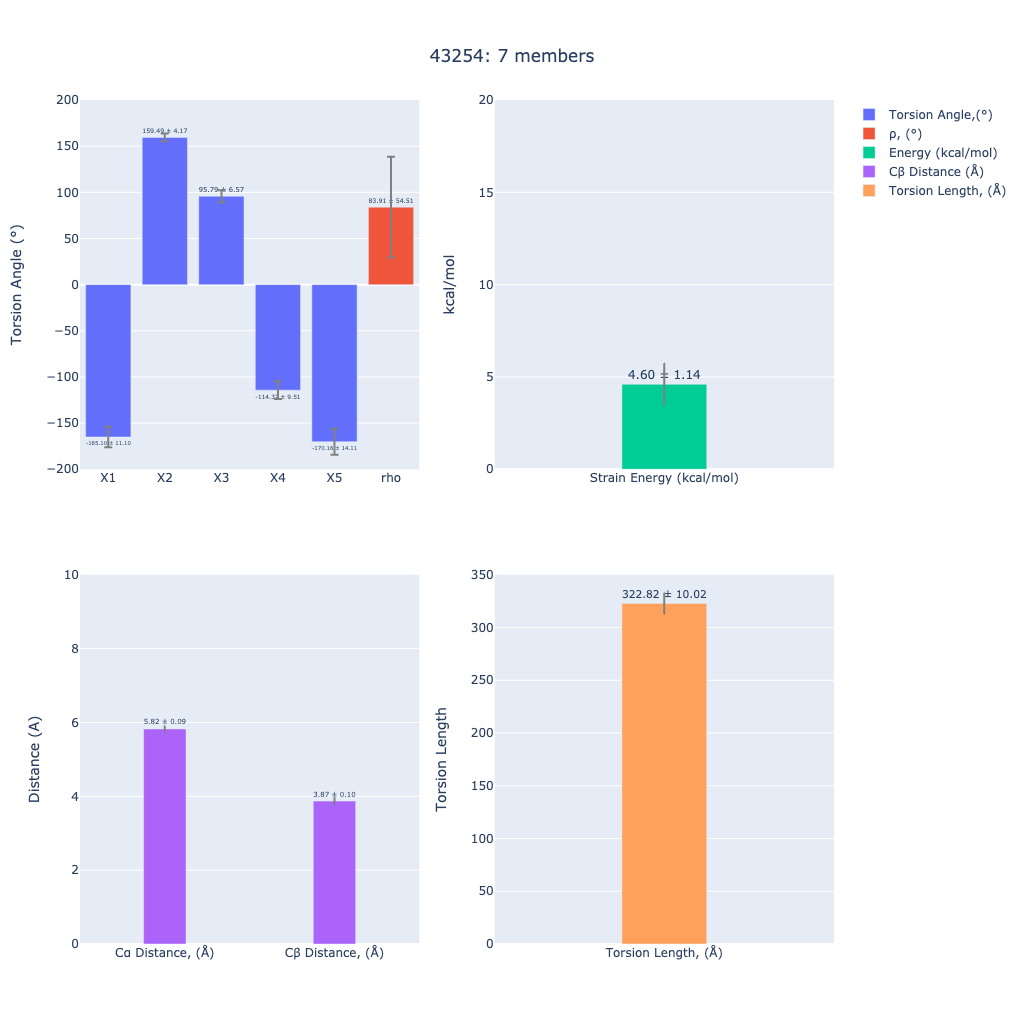 43254: 7 members
Torsion Angle (°)
200
150
100
50
0
−50
−100
−150
−200
159.49 ± 4.17
95.79 ± 6.57
83.91 ± 54.51
-165.10 ± 11.10
± 9.51
-170.16 ± 14.11
X1 X2 X3 X4 X5 rho
kcal/mol
20
15
10
5
0
4.60 ± 1.14
Strain Energy (kcal/mol)
Torsion Angle,(°)
ρ, (°)
Energy (kcal/mol)
Cβ Distance (Å)
Torsion Length, (Å)
Distance (A)
10
8
6
4
2
0
5.82 ± 0.09
3.87 ± 0.10
Cα Distance, (Å) Cβ Distance, (Å)
Torsion Length
350
300
250
200
150
100
50
0
322.82 ± 10.02
Torsion Length, (Å)